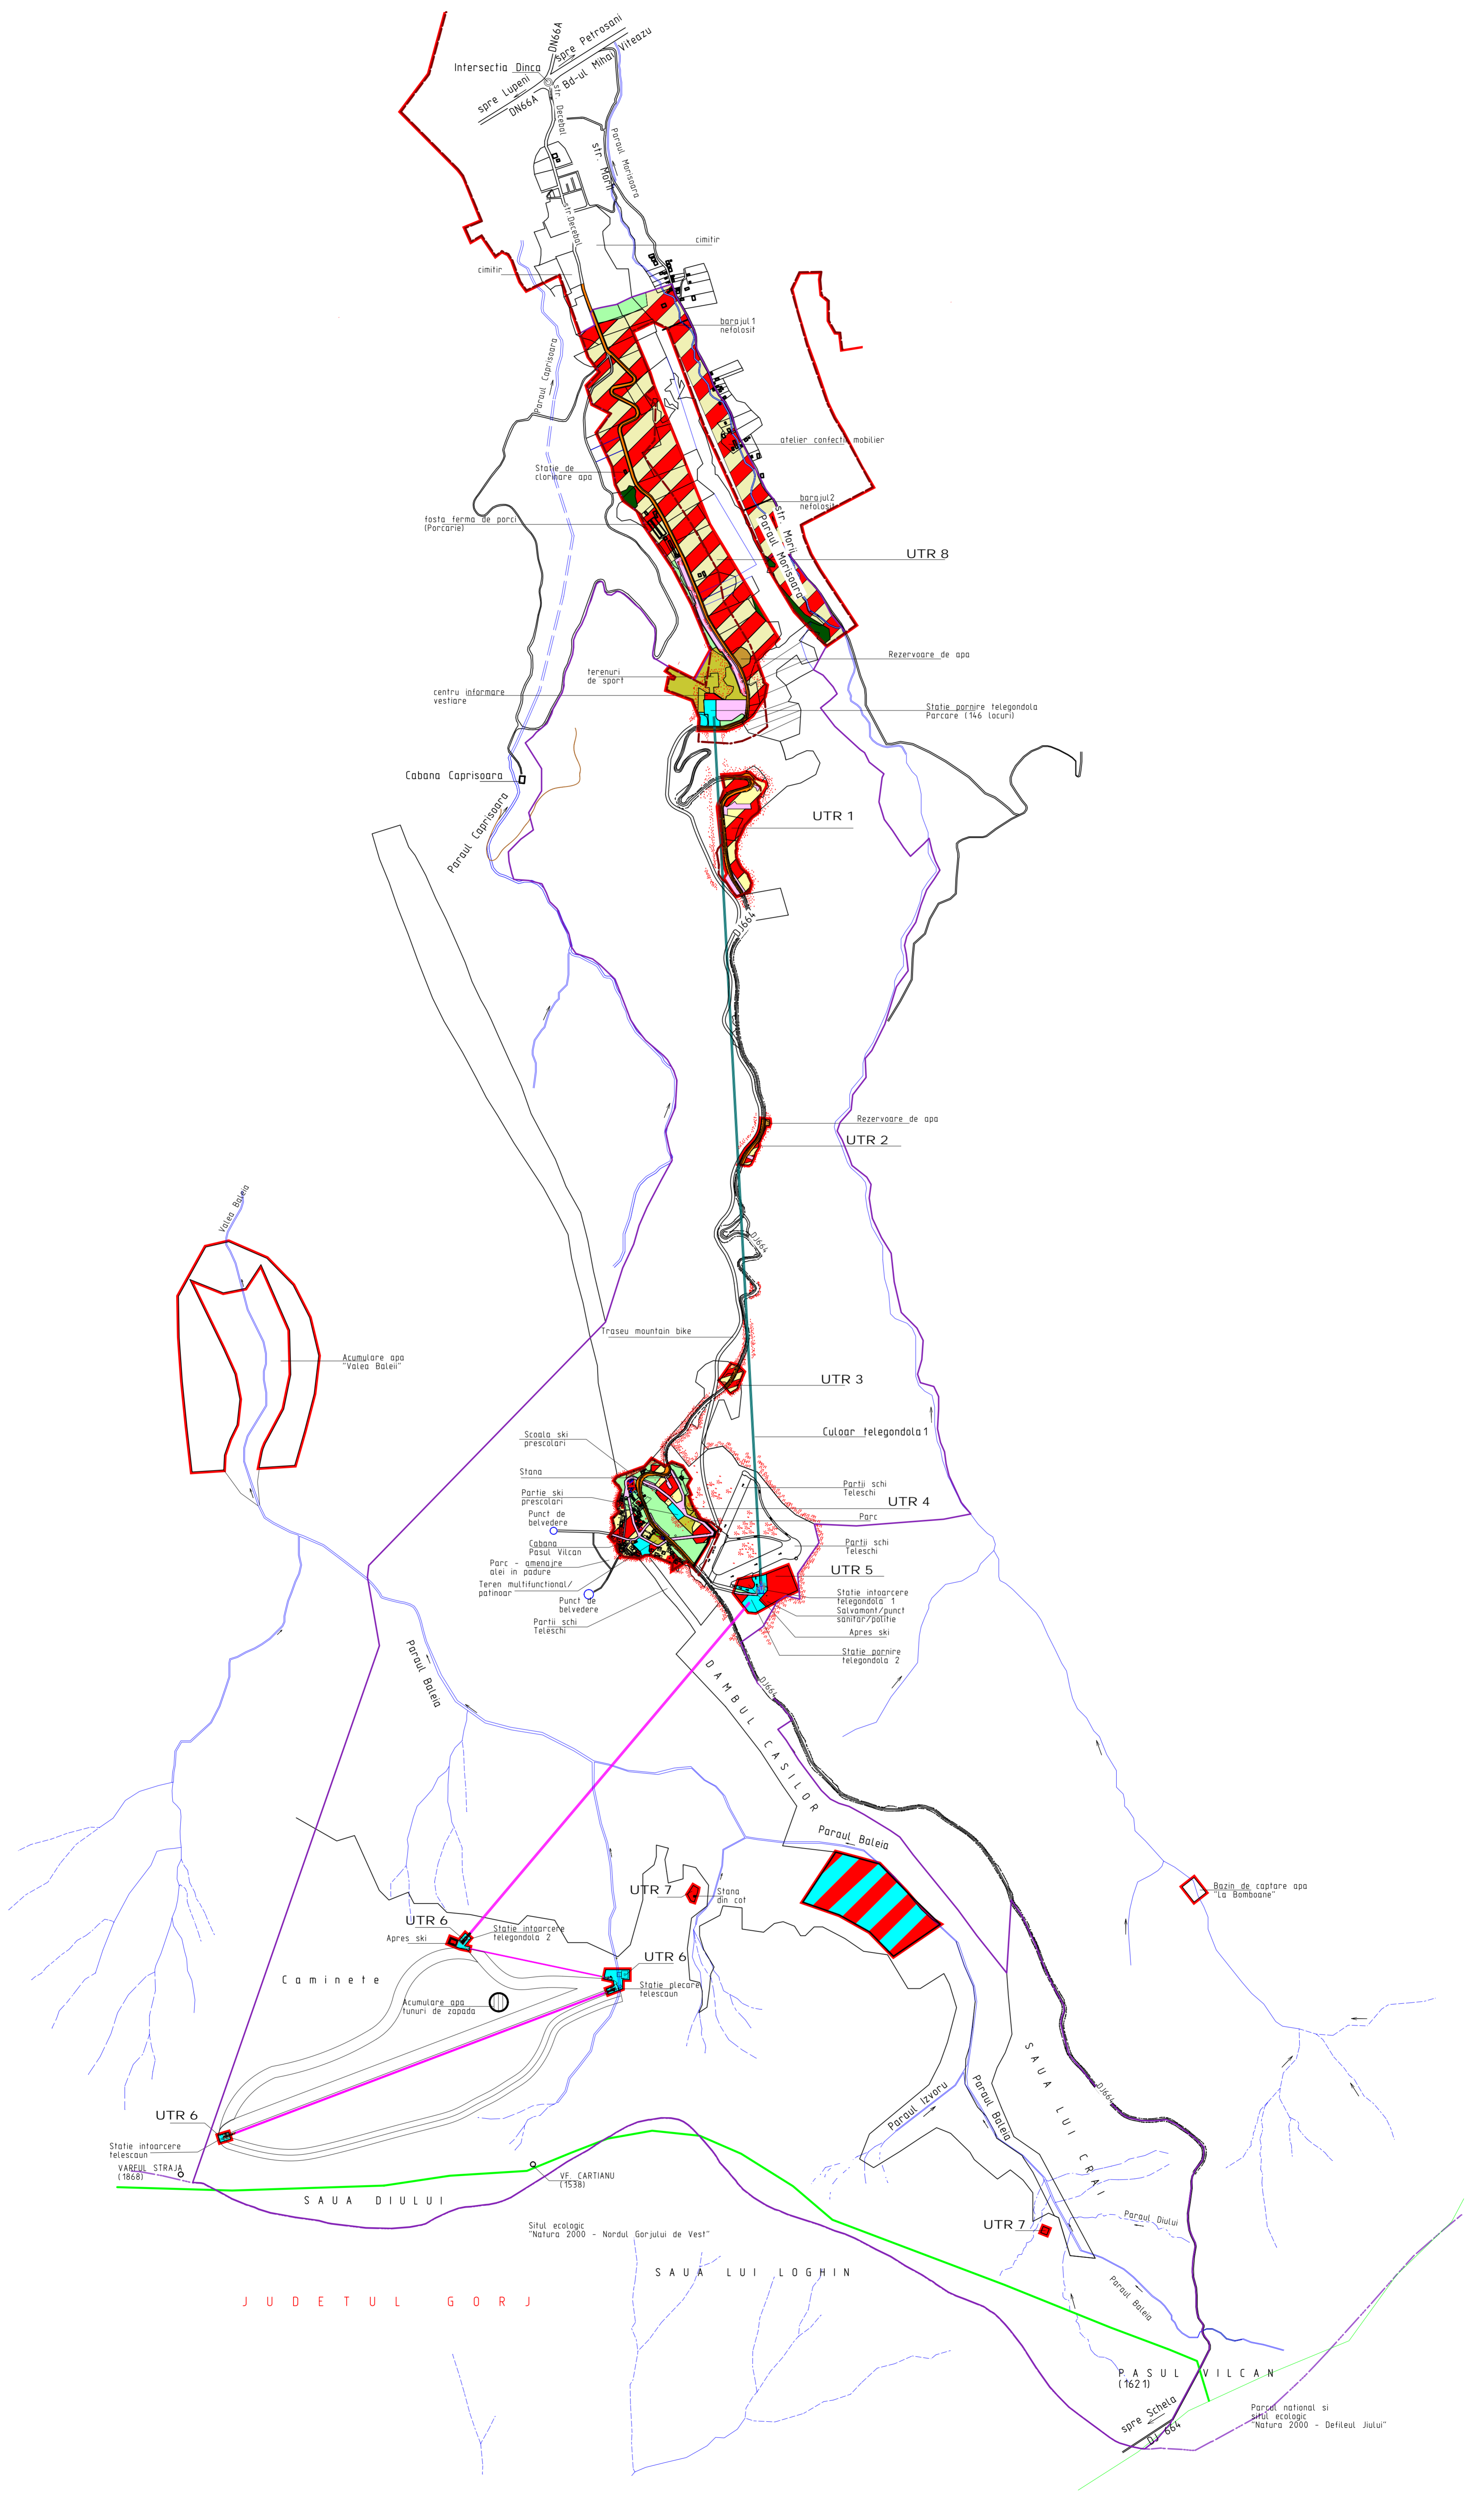 DN66A
spre Petrosani
Bd-ul Mihai Viteazu
Intersectia Dinca
spre Lupeni
DN66A
str. Decebal
str. Marii
Paraul Marisoara
str.Decebal
cimitir
cimitir
barajul1
nefolosit
Paraul Caprisoara
atelier confectii mobilier
Statie de
clorinare apa
barajul2
nefolosit
fosta ferma de porci
(Porcarie)
str. Marii
Paraul Morisoara
UTR 8
Rezervoare de apa
terenuri
de sport
centru informare
vestiare
Statie pornire telegondola
Parcare (146 locuri)
Cabana Caprisoara
Paraul Caprisoara
UTR 1
DJ664
Rezervoare de apa
UTR 2
Valea Baleia
DJ664
Traseu mountain bike
Acumulare apa
"Valea Baleii"
UTR 3
Culoar telegondola1
Scoala ski
prescolari
Stana
Partii schi
Teleschi
Partie ski
prescolari
UTR 4
Parc
Punct de
belvedere
Cabana
Pasul Vilcan
Partii schi
Teleschi
Parc - amenajre
alei in padure
UTR 5
Teren multifunctional/
patinoar
Statie intoarcere
telegondola 1
Punct de
belvedere
Salvamont/punct
sanitar/politie
Partii schi
Teleschi
Apres ski
Statie pornire
telegondola 2
Paraul Baleia
DAMBUL CASILOR
DJ664
Paraul Baleia
UTR 7
Stana
din cot
Bazin de captare apa
"La Bomboane"
UTR 6
Statie intoarcere
telegondola 2
Apres ski
UTR 6
Caminete
Statie plecare
telescaun
Acumulare apa
tunuri de zapada
SAUA LUI CRAI
DJ664
Paraul Izvoru
Paraul Baleia
UTR 6
Statie intoarcere
telescaun
VARFUL STRAJA
(1868)
VF. CARTIANU
(1538)
SAUA DIULUI
Paraul Diului
Situl ecologic
"Natura 2000 - Nordul Gorjului de Vest"
UTR 7
SAUA LUI LOGHIN
JUDETUL GORJ
Paraul Baleia
PASUL VILCAN
(1621)
spre Schela
DJ 664
Parcul national si
situl ecologic
"Natura 2000 - Defileul Jiului"